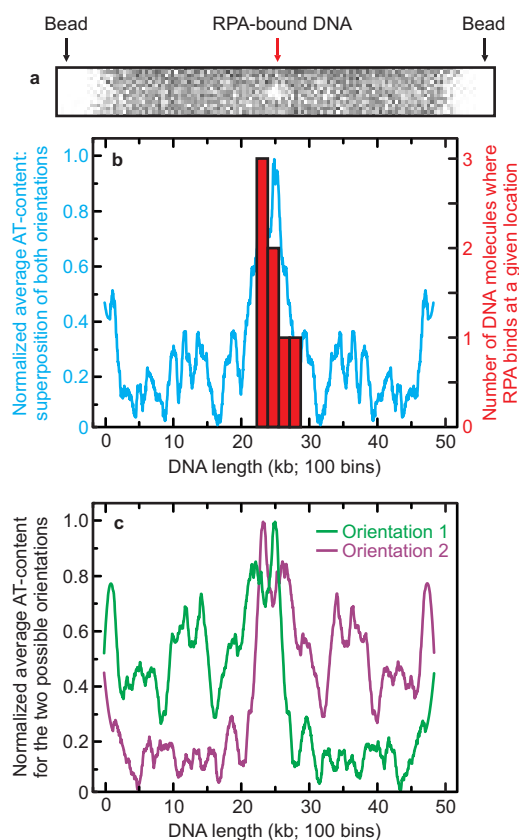 Bead RPA-bound DNA Bead
a
b
Normalized average AT-content:
superposition of both orientations
1.0
0.8
0.6
0.4
0.2
0
3
2
1
0
Number of DNA molecules where
RPA binds at a given location
0 10 20 30 40 50
DNA length (kb; 100 bins)
c
Orientation 1
Orientation 2
Normalized average AT-content
for the two possible orientations
1.0
0.8
0.6
0.4
0.2
0
0 10 20 30 40 50
DNA length (kb; 100 bins)